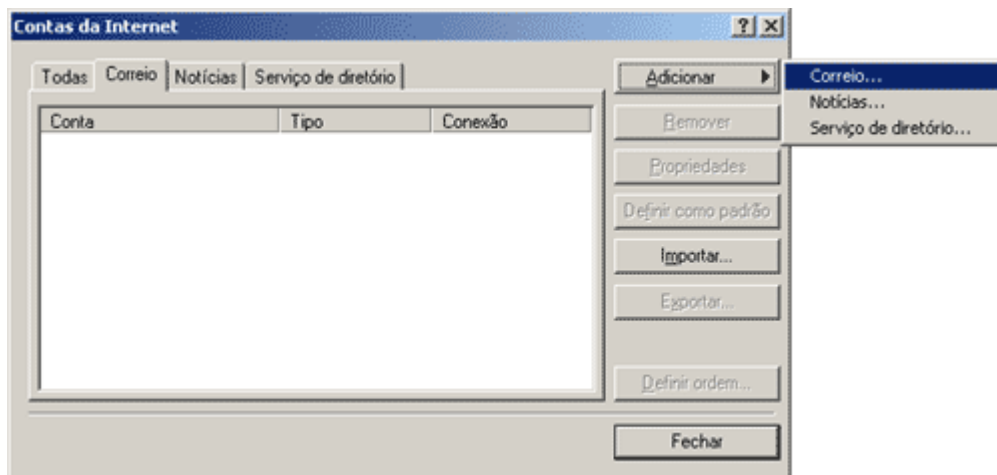 Contas da Internet
Todas Correio Notícias Serviço de diretório
Conta Tipo Conexão
Adicionar
Remover
Propriedades
Definir como padrão
Importar...
Exportar...
Definir ordem...
Fechar
Correio...
Notícias...
Serviço de diretório...